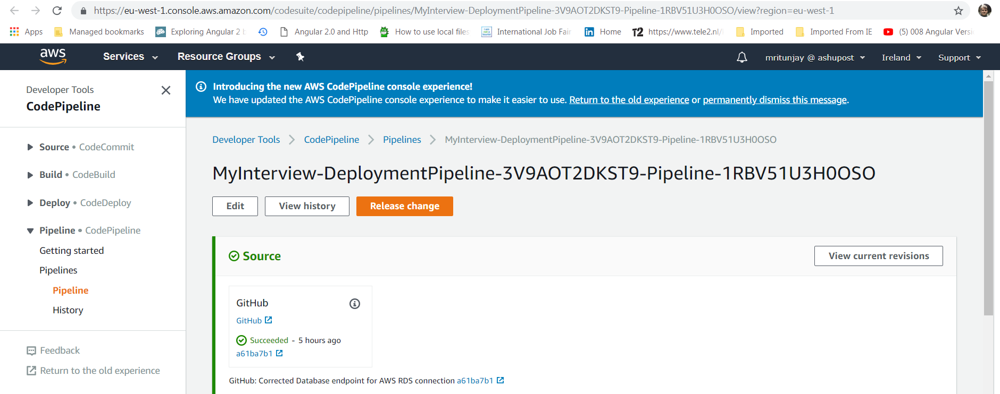 https://eu-west-1.console.aws.amazon.com/codesuite/codepipeline/pipelines/MyInterview-DeploymentPipeline-3V9AOT2DKST9-Pipeline-1RBV51U3H0OSO/view?region=eu-west-1
Apps Managed bookmarks Exploring Angular 2 b Angular 2.0 and Http How to use local files International Job Fair Home T2 https://www.tele2.nl/ Imported Imported From IE (5) 008 Angular Versi
aws Services Resource Groups mritunjay @ ashupost Ireland Support
Developer Tools
CodePipeline
Source • CodeCommit
Build • CodeBuild
Deploy • CodeDeploy
Pipeline • CodePipeline
Getting started
Pipelines
Pipeline
History
Feedback
Return to the old experience
Introducing the new AWS CodePipeline console experience!
We have updated the AWS CodePipeline console experience to make it easier to use. Return to the old experience or permanently dismiss this message.
Developer Tools CodePipeline Pipelines MyInterview-DeploymentPipeline-3V9AOT2DKST9-Pipeline-1RBV51U3H0OSO
MyInterview-DeploymentPipeline-3V9AOT2DKST9-Pipeline-1RBV51U3H0OSO
Edit View history Release change
Source View current revisions
GitHub
GitHub
Succeeded - 5 hours ago
a61ba7b1
GitHub: Corrected Database endpoint for AWS RDS connection a61ba7b1